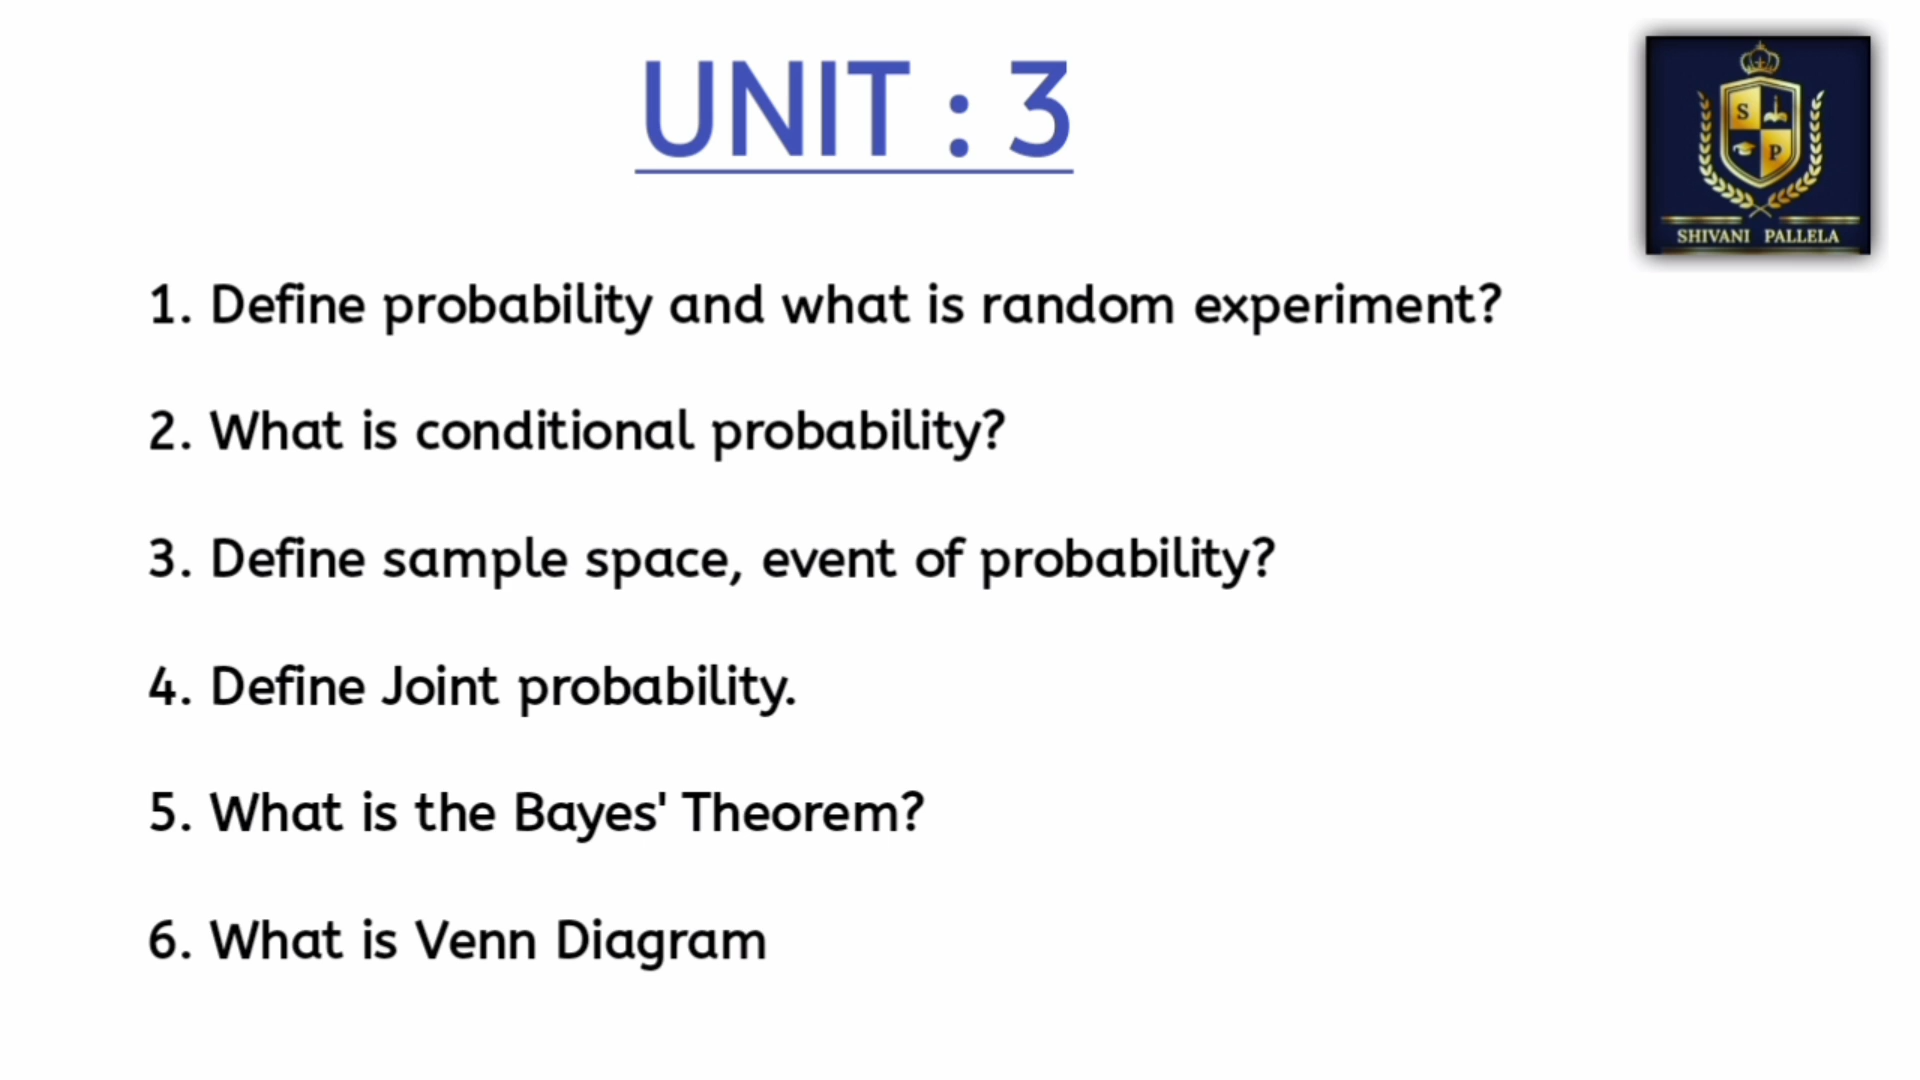 UNIT : 3
S
P
SHIVANI PALLELA
1. Define probability and what is random experiment?
2. What is conditional probability?
3. Define sample space, event of probability?
4. Define Joint probability.
5. What is the Bayes' Theorem?
6. What is Venn Diagram